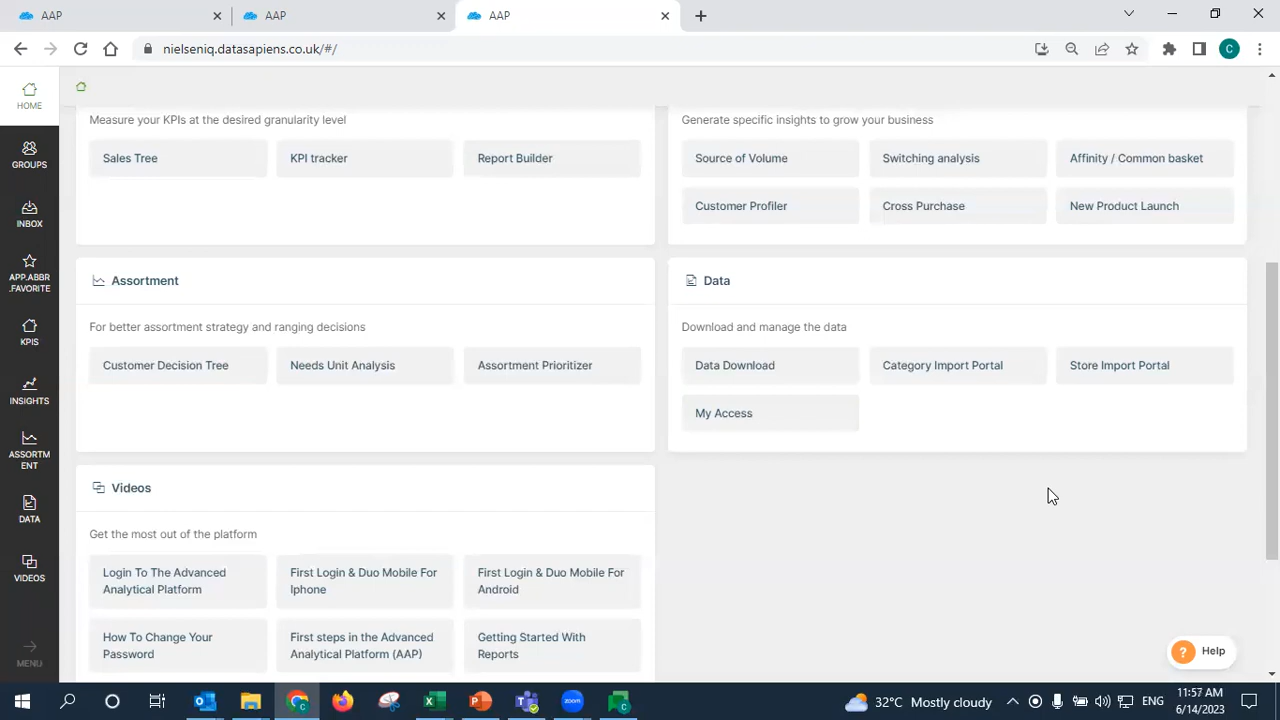 AAP
AAP
AAP
nielseniq.datasapiens.co.uk/#/
C
HOME
GROUPS
INBOX
APP.ABBR
.FAVORITE
KPIS
INSIGHTS
ASSORTM
ENT
DATA
VIDEOS
MENU
Measure your KPIs at the desired granularity level
Sales Tree
KPI tracker
Report Builder
Generate specific insights to grow your business
Source of Volume
Switching analysis
Affinity / Common basket
Customer Profiler
Cross Purchase
New Product Launch
Assortment
For better assortment strategy and ranging decisions
Customer Decision Tree
Needs Unit Analysis
Assortment Prioritizer
Data
Download and manage the data
Data Download
Category Import Portal
Store Import Portal
My Access
Videos
Get the most out of the platform
Login To The Advanced
Analytical Platform
First Login & Duo Mobile For
Iphone
First Login & Duo Mobile For
Android
How To Change Your
Password
First steps in the Advanced
Analytical Platform (AAP)
Getting Started With
Reports
? Help
32°C Mostly cloudy
ENG
11:57 AM
6/14/2023